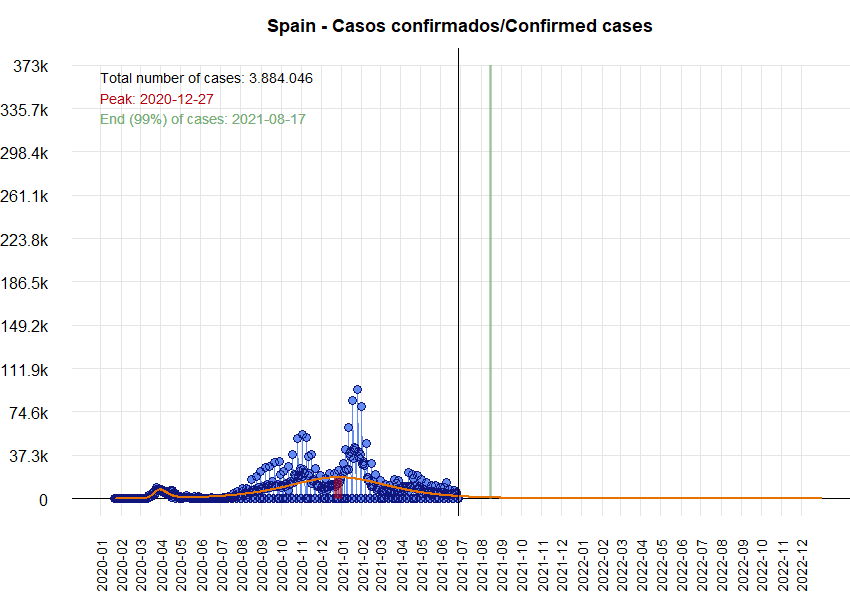 Spain - Casos confirmados/Confirmed cases
Total number of cases: 3.884.046
Peak: 2020-12-27
End (99%) of cases: 2021-08-17
373k
335.7k
298.4k
261.1k
223.8k
186.5k
149.2k
111.9k
74.6k
37.3k
0
2020-01
2020-02
2020-03
2020-04
2020-05
2020-06
2020-07
2020-08
2020-09
2020-10
2020-11
2020-12
2021-01
2021-02
2021-03
2021-04
2021-05
2021-06
2021-07
2021-08
2021-09
2021-10
2021-11
2021-12
2022-01
2022-02
2022-03
2022-04
2022-05
2022-06
2022-07
2022-08
2022-09
2022-10
2022-11
2022-12